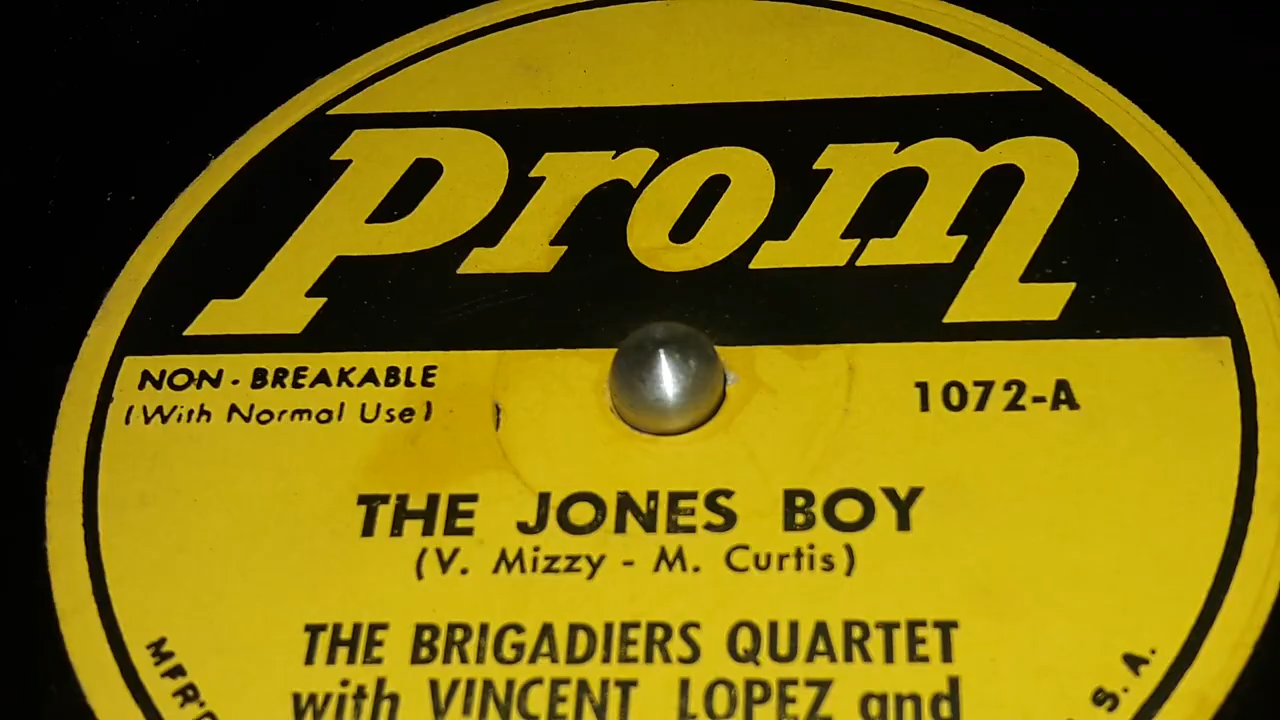 Prom
NON-BREAKABLE
(With Normal Use)
1072-A
THE JONES BOY
(V. Mizzy - M. Curtis)
THE BRIGADIERS QUARTET
with VINCENT LOPEZ and
MFR'D
S. A.